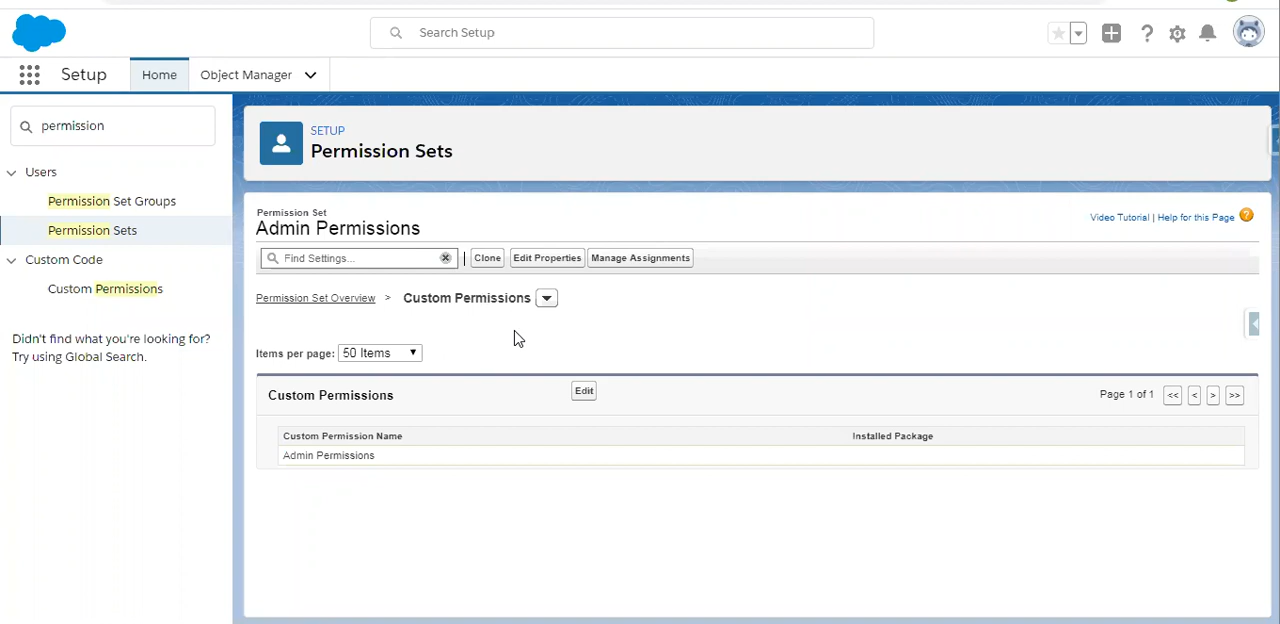 Search Setup
Setup
Home
Object Manager
permission
Users
Permission Set Groups
Permission Sets
Custom Code
Custom Permissions
Didn't find what you're looking for?
Try using Global Search.
SETUP
Permission Sets
Permission Set
Admin Permissions
Video Tutorial | Help for this Page ?
Find Settings... | Clone Edit Properties Manage Assignments
Permission Set Overview > Custom Permissions
Items per page: 50 Items
Custom Permissions Edit Page 1 of 1 << < > >>
Custom Permission Name Installed Package
Admin Permissions